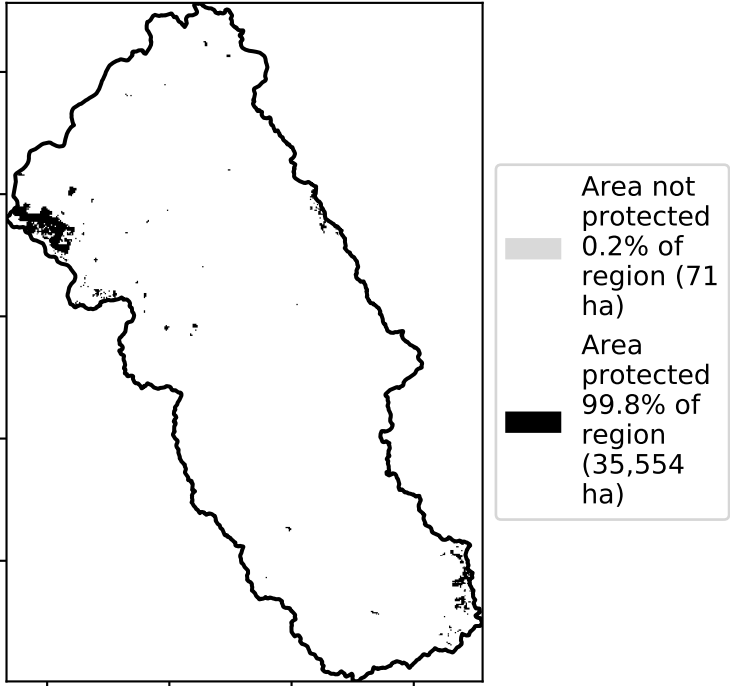 Area not
protected
0.2% of
region (71
ha)
Area
protected
99.8% of
region
(35,554
ha)